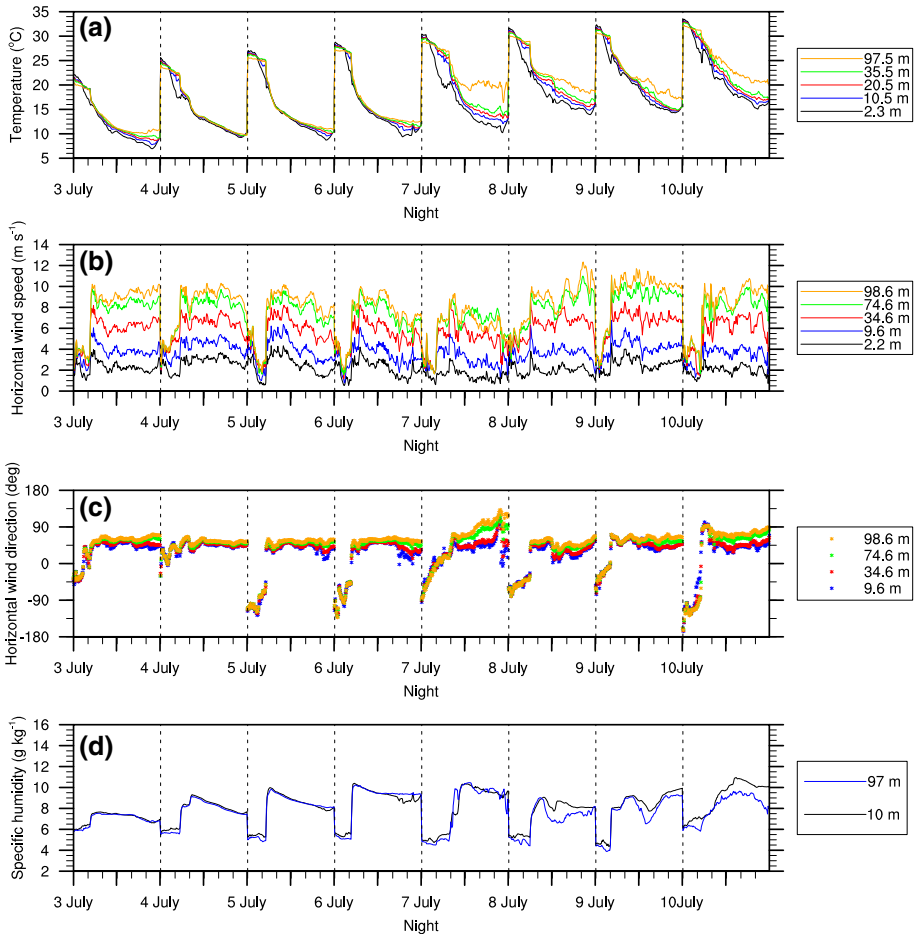 (a)
Temperature (°C)
35
30
25
20
15
10
5
3 July 4 July 5 July 6 July 7 July 8 July 9 July 10July
Night
97.5 m
35.5 m
20.5 m
10.5 m
2.3 m
(b)
Horizontal wind speed (m s⁻¹)
14
12
10
8
6
4
2
0
3 July 4 July 5 July 6 July 7 July 8 July 9 July 10July
Night
98.6 m
74.6 m
34.6 m
9.6 m
2.2 m
(c)
Horizontal wind direction (deg)
180
90
0
-90
-180
3 July 4 July 5 July 6 July 7 July 8 July 9 July 10July
Night
98.6 m
74.6 m
34.6 m
9.6 m
(d)
Specific humidity (g kg⁻¹)
16
14
12
10
8
6
4
2
3 July 4 July 5 July 6 July 7 July 8 July 9 July 10July
Night
97 m
10 m